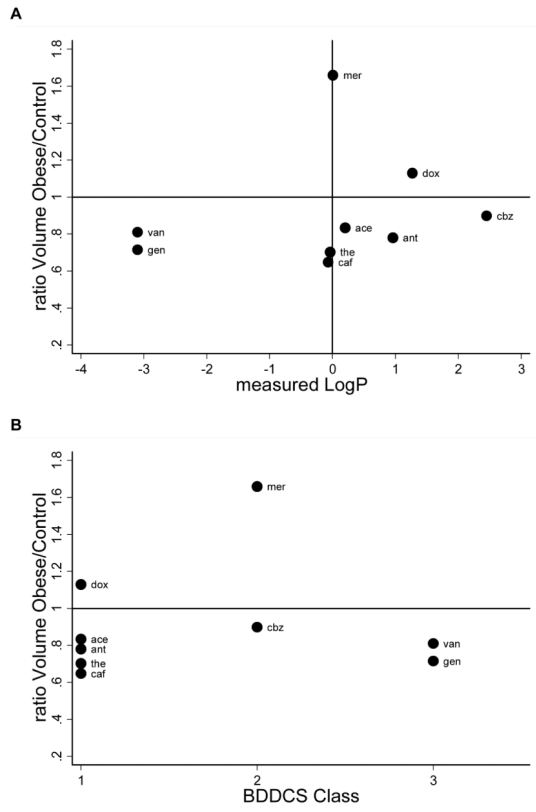 A
ratio Volume Obese/Control
1.8
1.6
1.4
1.2
1
.8
.6
.4
.2
mer
dox
cbz
ace
van
ant
gen
the
caf
-4 -3 -2 -1 0 1 2 3
measured LogP
B
ratio Volume Obese/Control
1.8
1.6
1.4
1.2
1
.8
.6
.4
.2
mer
dox
cbz
ace
van
ant
gen
the
caf
1 2 3
BDDCS Class